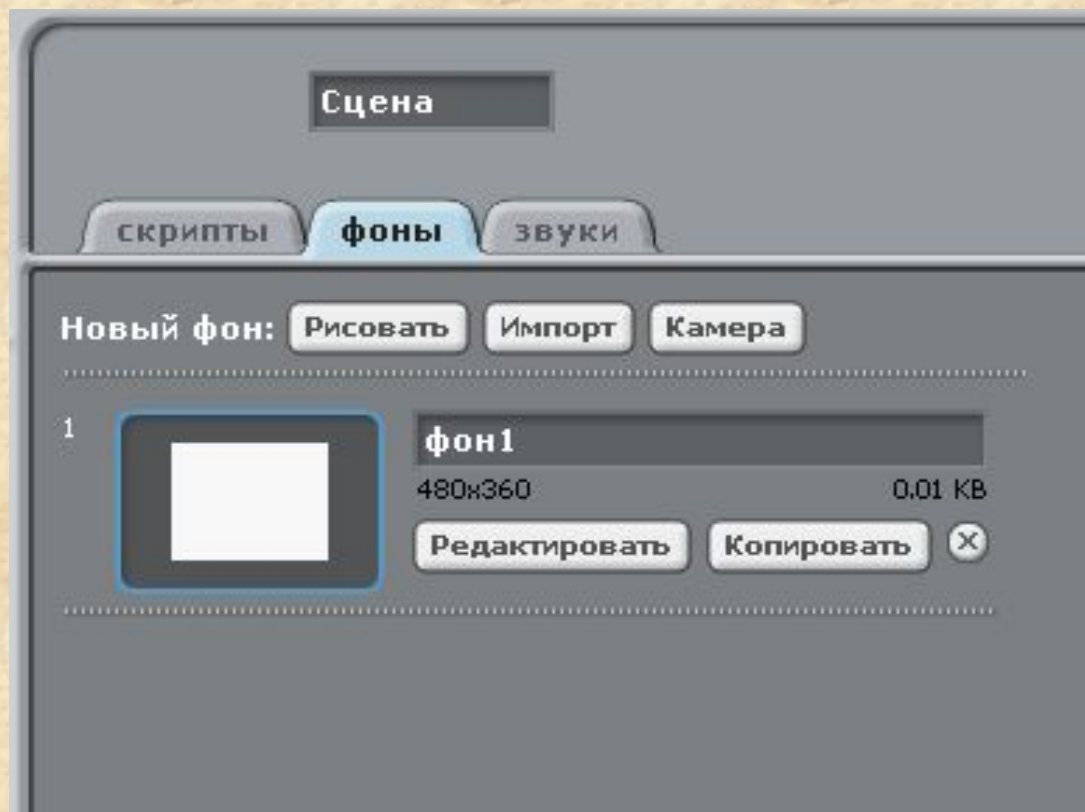 Сцена
скрипты фоны звуки
Новый фон: Рисовать Импорт Камера
1
фон1
480x360 0.01 KB
Редактировать Копировать